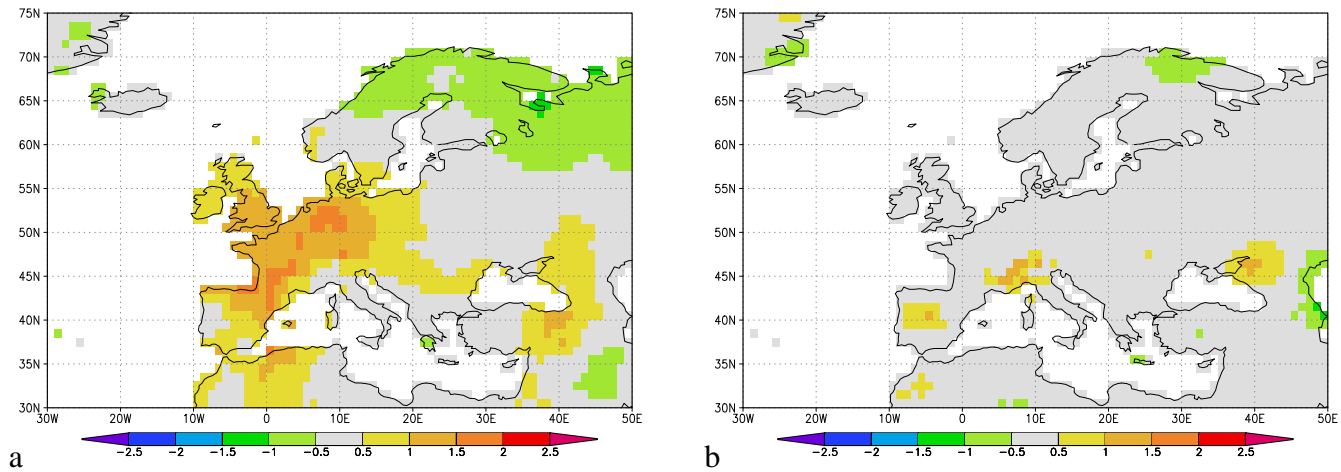 75N 75N
70N 70N
65N 65N
60N 60N
55N 55N
50N 50N
45N 45N
40N 40N
35N 35N
30N 30N
30W 20W 10W 0 10E 20E 30E 40E 50E 30W 20W 10W 0 10E 20E 30E 40E 50E
a -2.5 -2 -1.5 -1 -0.5 0.5 1 1.5 2 2.5 b -2.5 -2 -1.5 -1 -0.5 0.5 1 1.5 2 2.5